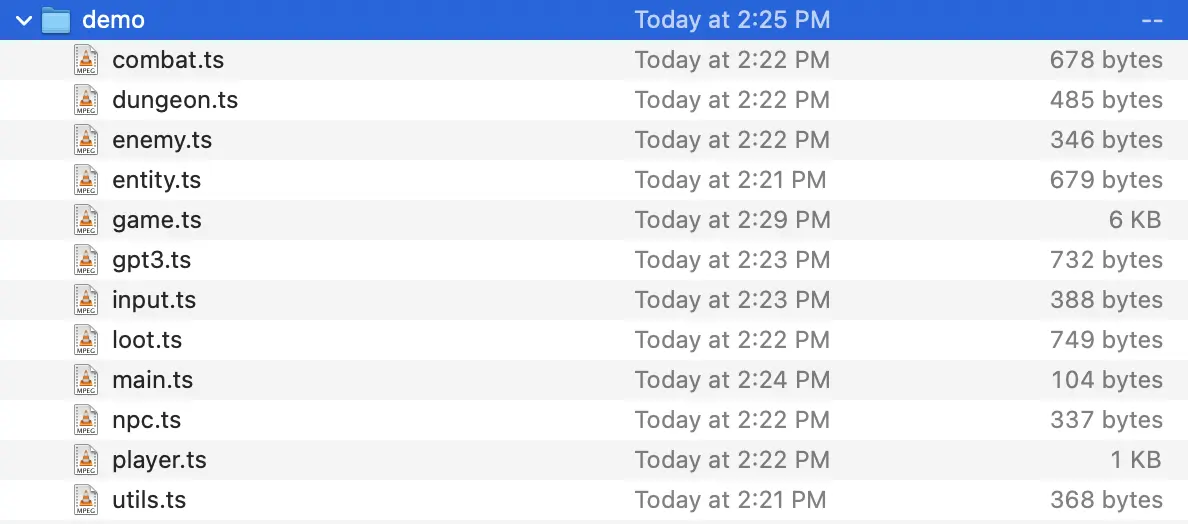 demo Today at 2:25 PM --
combat.ts Today at 2:22 PM 678 bytes
dungeon.ts Today at 2:22 PM 485 bytes
enemy.ts Today at 2:22 PM 346 bytes
entity.ts Today at 2:21 PM 679 bytes
game.ts Today at 2:29 PM 6 KB
gpt3.ts Today at 2:23 PM 732 bytes
input.ts Today at 2:23 PM 388 bytes
loot.ts Today at 2:22 PM 749 bytes
main.ts Today at 2:24 PM 104 bytes
npc.ts Today at 2:22 PM 337 bytes
player.ts Today at 2:22 PM 1 KB
utils.ts Today at 2:21 PM 368 bytes
MPEG
MPEG
MPEG
MPEG
MPEG
MPEG
MPEG
MPEG
MPEG
MPEG
MPEG
MPEG